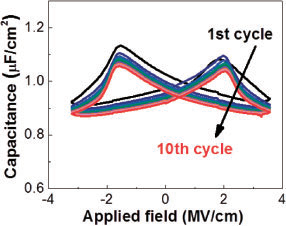 1.2
1.0
0.8
0.6
-4
-2
0
2
4
Capacitance (µF/cm²)
Applied field (MV/cm)
1st cycle
10th cycle